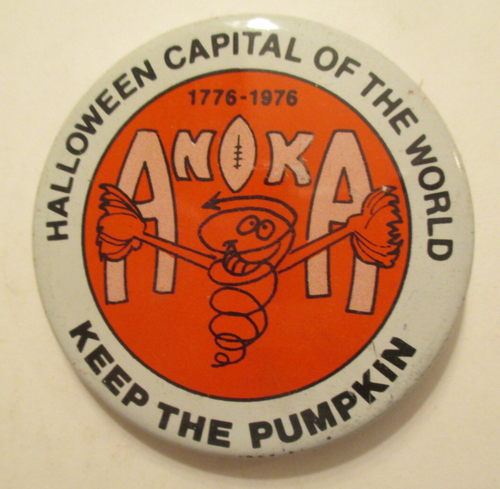 HALLOWEEN CAPITAL OF THE WORLD
1776-1976
ANOKA
KEEP THE PUMPKIN